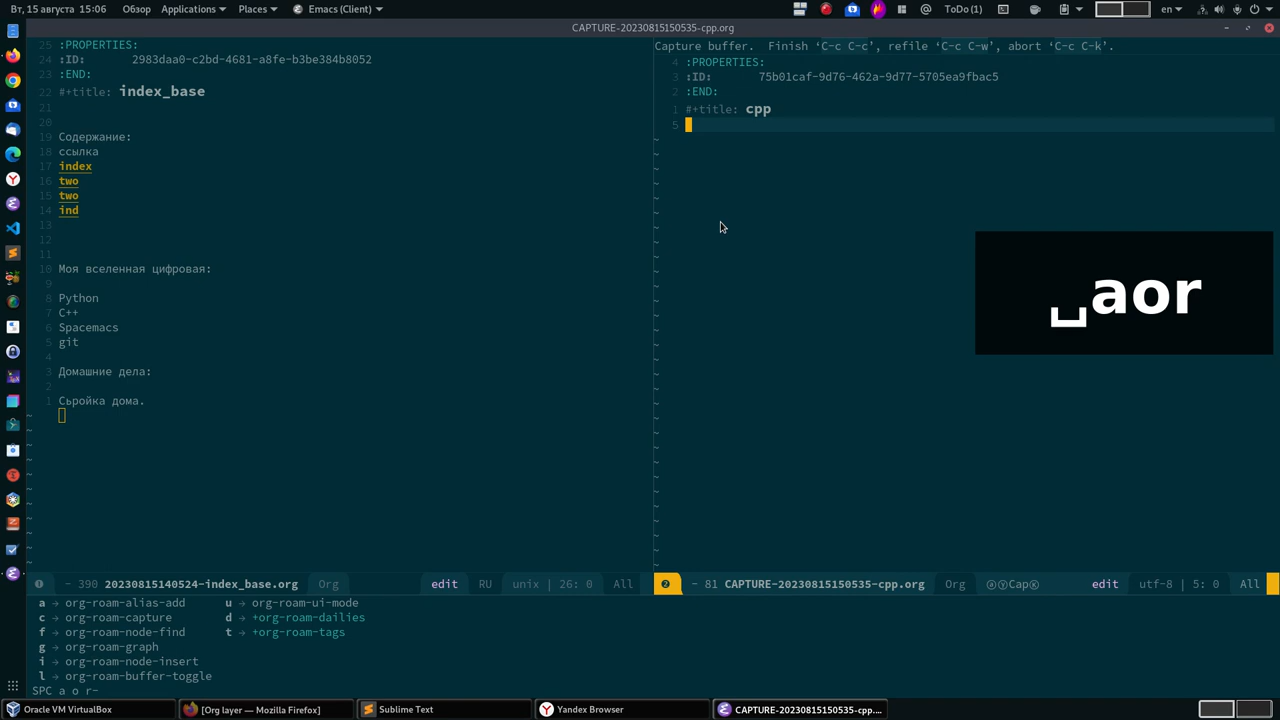 Вт, 15 августа 15:06 Обзор Applications Places Emacs (Client) ToDo(1) en
CAPTURE-20230815150535-cpp.org
25 :PROPERTIES:
24 :ID: 2983daa0-c2bd-4681-a8fe-b3be384b8052
23 :END:
22 #+title: index_base
21
20
19 Содержание:
18 ссылка
17 index
16 two
15 two
14 ind
13
12
11
10 Моя вселенная цифровая:
9
8 Python
7 C++
6 Spacemacs
5 git
4
3 Домашние дела:
2
1 Сьройка дома.
Capture buffer. Finish ‘C-c C-c’, refile ‘C-c C-w’, abort ‘C-c C-k’.
4 :PROPERTIES:
3 :ID: 75b01caf-9d76-462a-9d77-5705ea9fbac5
2 :END:
1 #+title: cpp
5
␣aor
❶ - 390 20230815140524-index_base.org Org edit RU unix | 26: 0 All
❷ - 81 CAPTURE-20230815150535-cpp.org Org ⓐⓎCapⓀ edit utf-8 | 5: 0 All
a → org-roam-alias-add u → org-roam-ui-mode
c → org-roam-capture d → +org-roam-dailies
f → org-roam-node-find t → +org-roam-tags
g → org-roam-graph
i → org-roam-node-insert
l → org-roam-buffer-toggle
SPC a o r-
Oracle VM VirtualBox [Org layer — Mozilla Firefox] Sublime Text Yandex Browser CAPTURE-20230815150535-cpp....